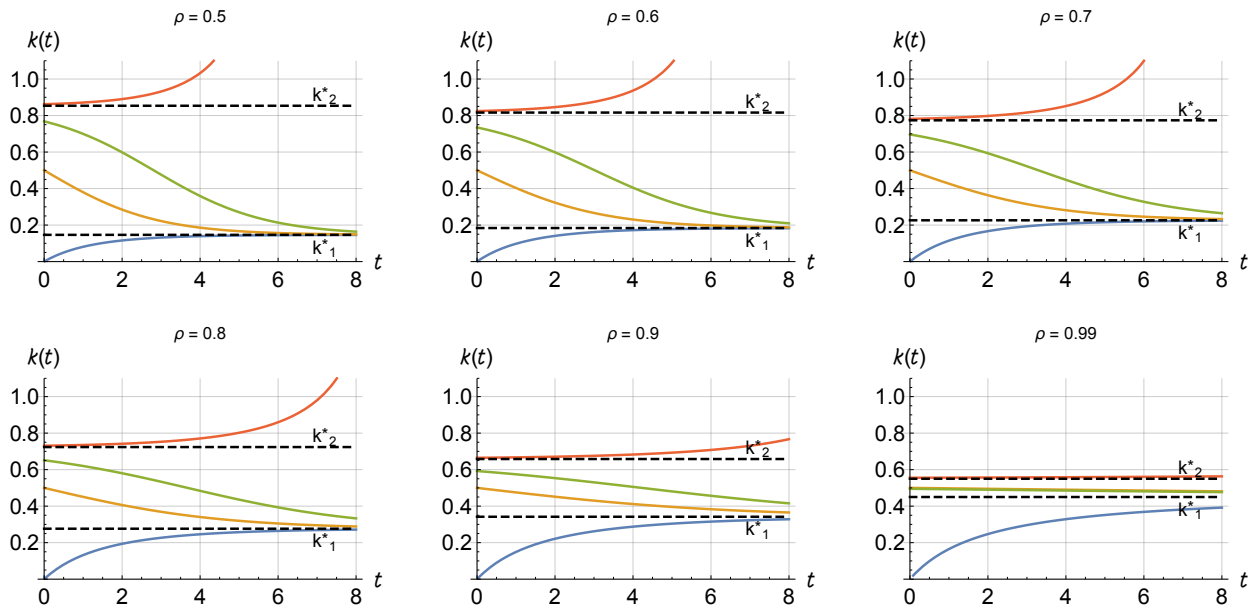 ρ = 0.5
k(t)
1.0
0.8
0.6
0.4
0.2
0 2 4 6 8
t
k*2
k*1
ρ = 0.6
k(t)
1.0
0.8
0.6
0.4
0.2
0 2 4 6 8
t
k*2
k*1
ρ = 0.7
k(t)
1.0
0.8
0.6
0.4
0.2
0 2 4 6 8
t
k*2
k*1
ρ = 0.8
k(t)
1.0
0.8
0.6
0.4
0.2
0 2 4 6 8
t
k*2
k*1
ρ = 0.9
k(t)
1.0
0.8
0.6
0.4
0.2
0 2 4 6 8
t
k*2
k*1
ρ = 0.99
k(t)
1.0
0.8
0.6
0.4
0.2
0 2 4 6 8
t
k*2
k*1